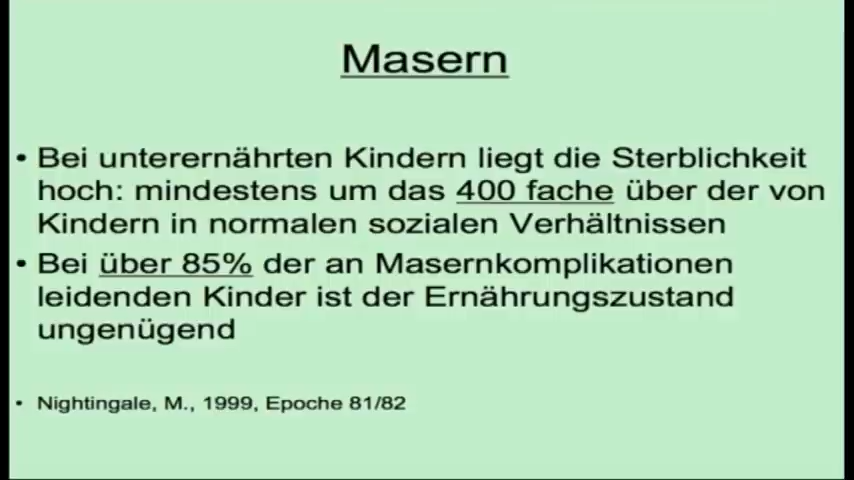 Masern
• Bei unterernährten Kindern liegt die Sterblichkeit
hoch: mindestens um das 400 fache über der von
Kindern in normalen sozialen Verhältnissen
• Bei über 85% der an Masernkomplikationen
leidenden Kinder ist der Ernährungszustand
ungenügend
• Nightingale, M., 1999, Epoche 81/82